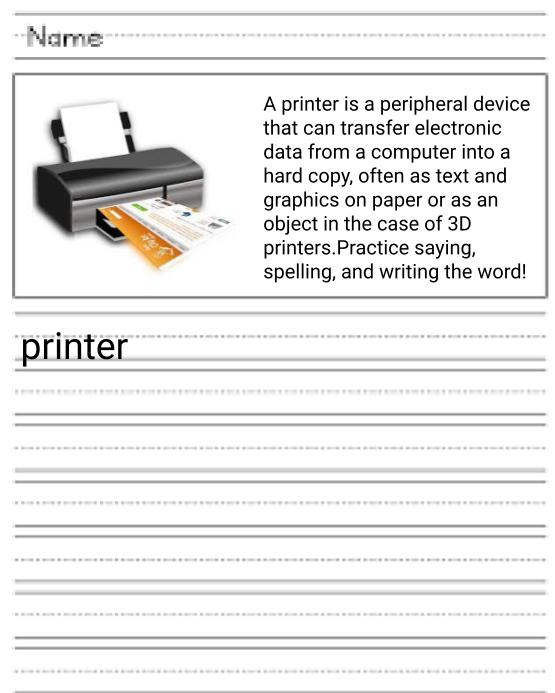 Name
A printer is a peripheral device
that can transfer electronic
data from a computer into a
hard copy, often as text and
graphics on paper or as an
object in the case of 3D
printers.Practice saying,
spelling, and writing the word!
printer